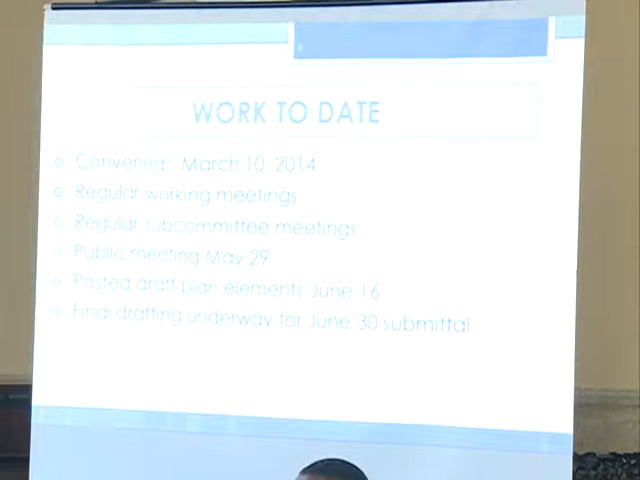 WORK TO DATE
Convened: March 10, 2014
Regular working meetings
Regular subcommittee meetings
Public meeting May 29
Posted draft plan elements June 16
Final drafting underway for June 30 submittal